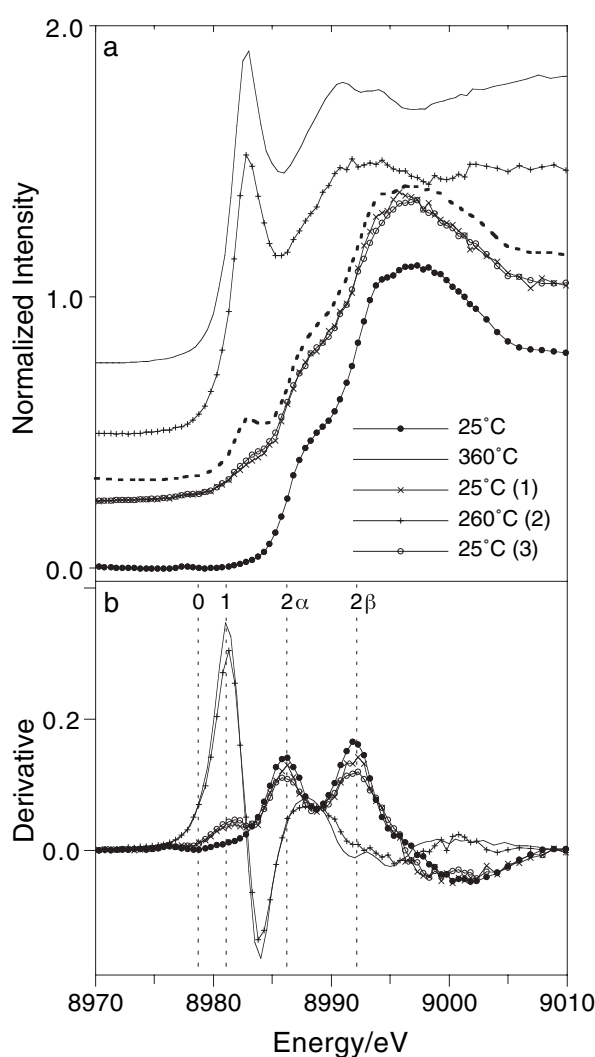 2.0
a
1.0
Normalized Intensity
25˚C
360˚C
25˚C (1)
260˚C (2)
25˚C (3)
0.0
b
0 1 2α 2β
0.2
Derivative
0.0
8970 8980 8990 9000 9010
Energy/eV